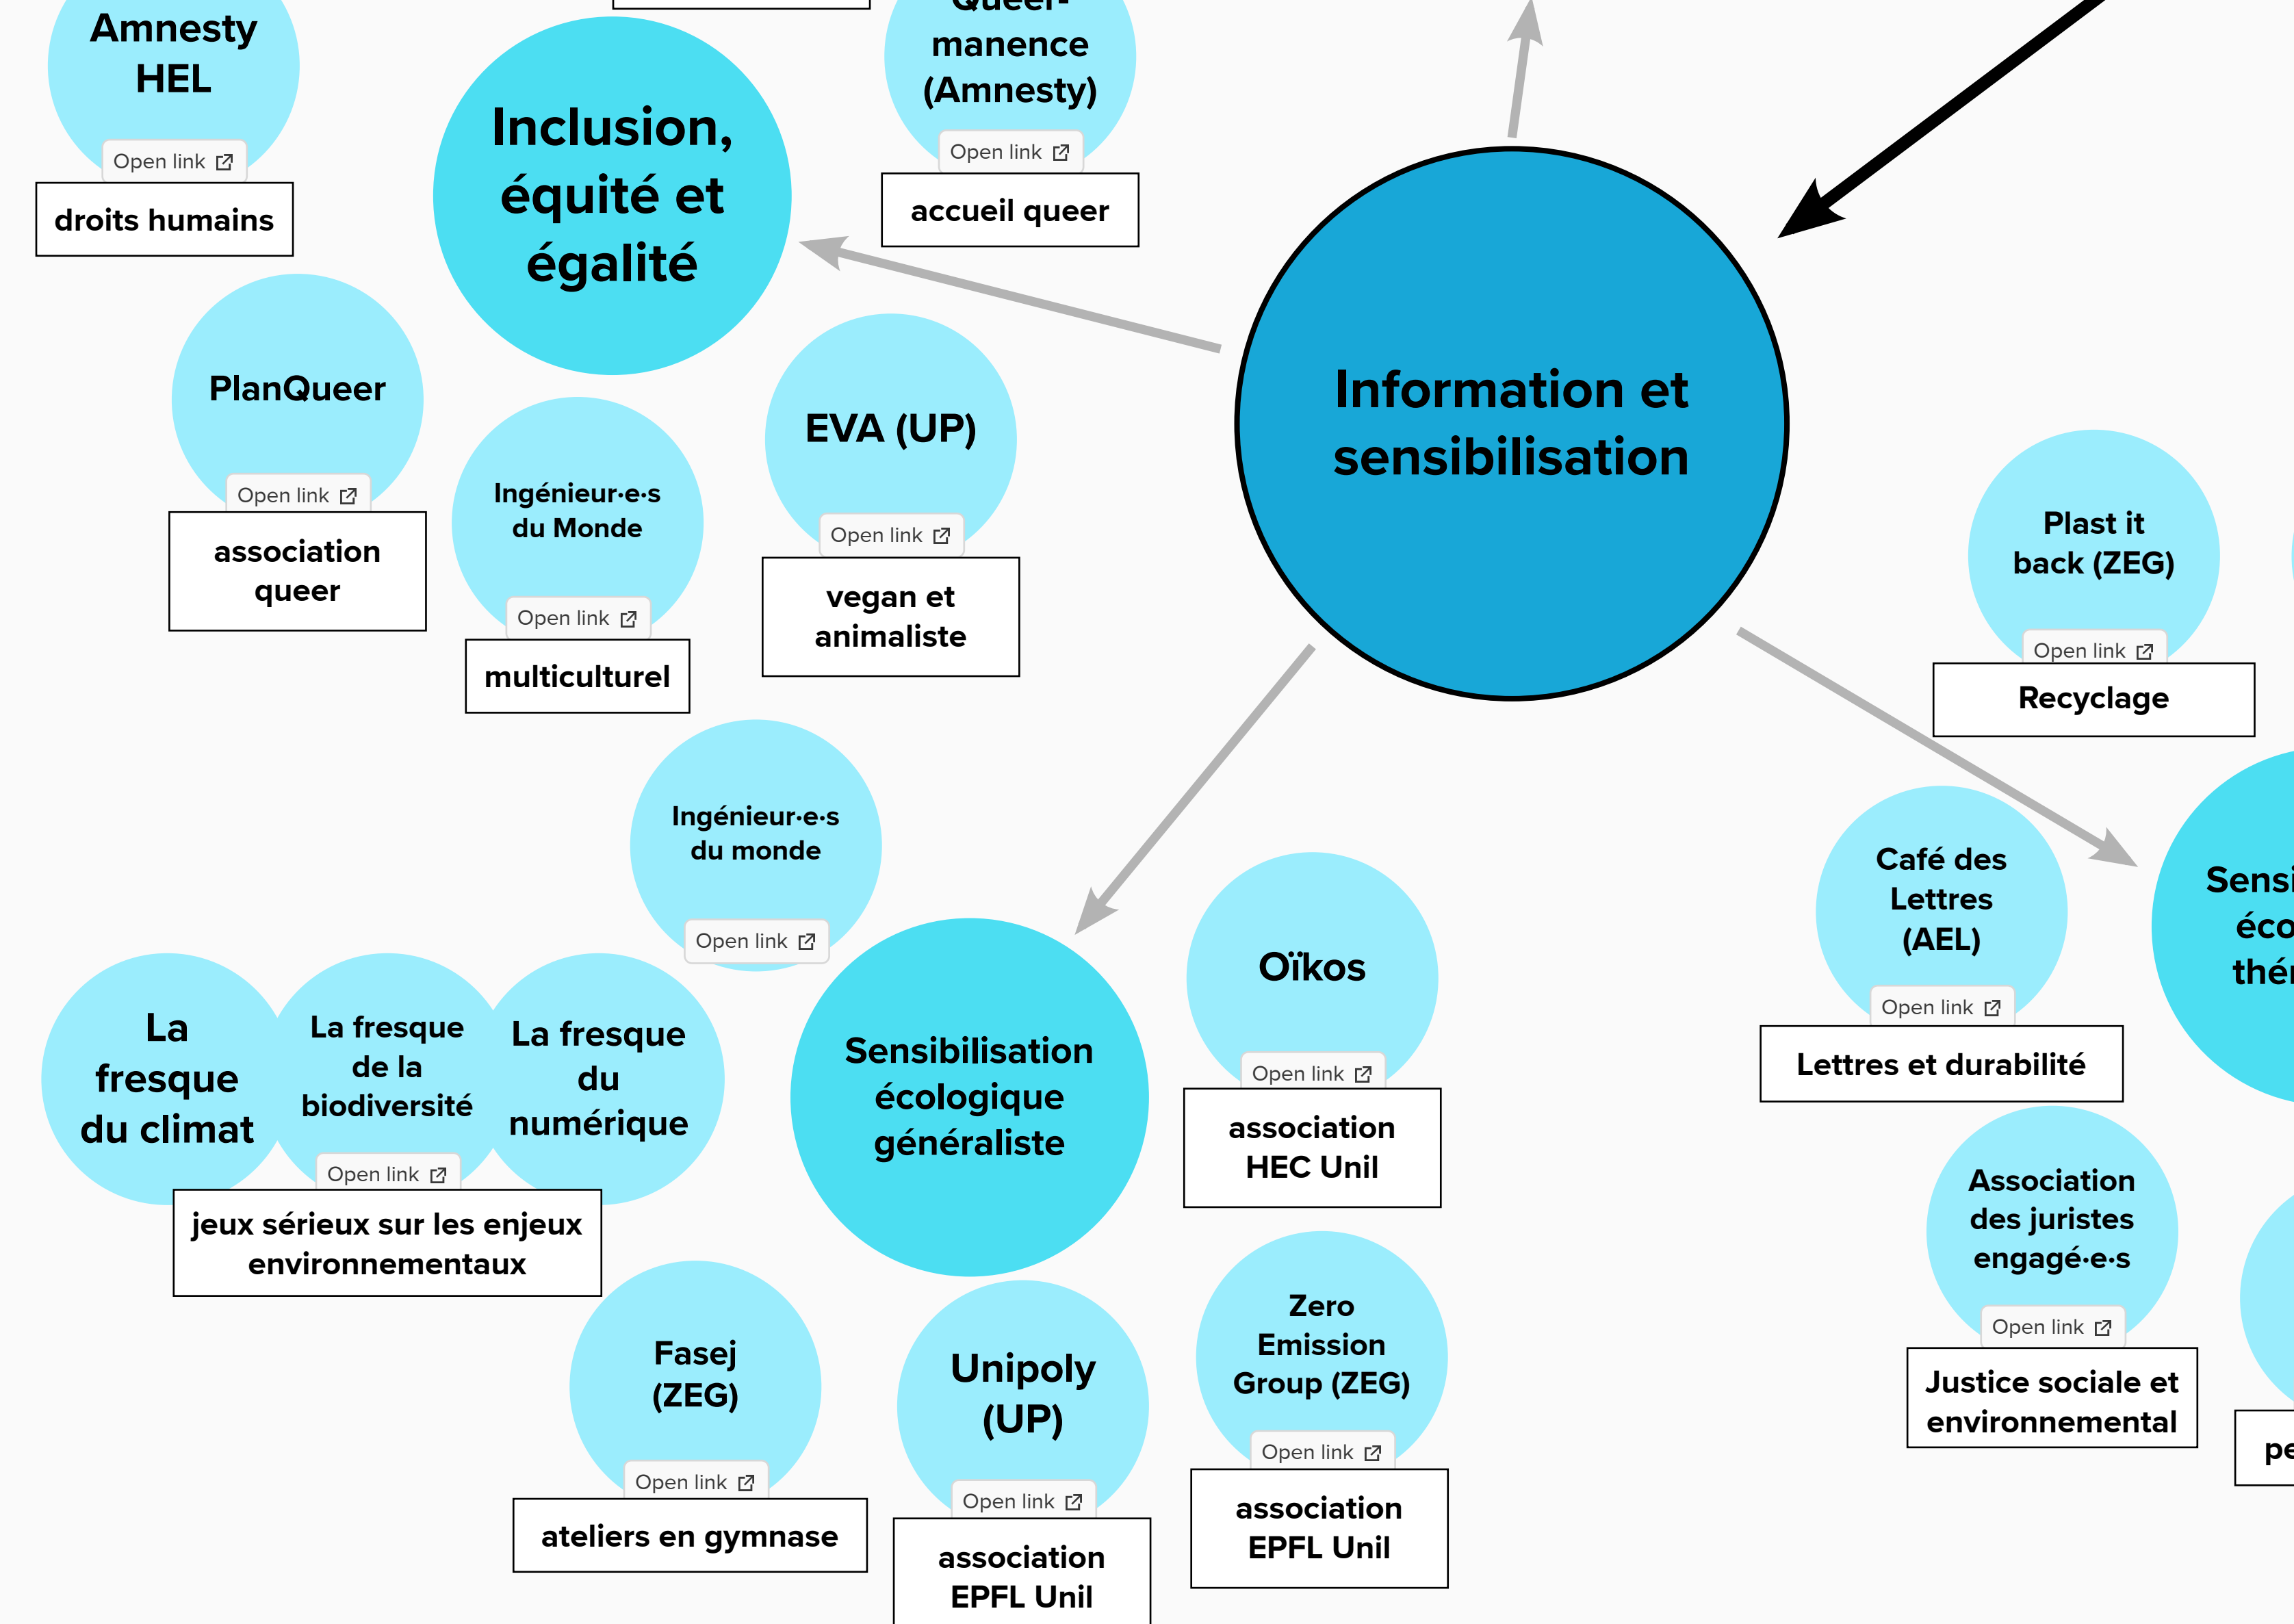 Amnesty
HEL
Open link
droits humains
Inclusion,
équité et
égalité
Queer-
manence
(Amnesty)
Open link
accueil queer
PlanQueer
Open link
association
queer
Ingénieur·e·s
du Monde
Open link
multiculturel
EVA (UP)
Open link
vegan et
animaliste
Information et
sensibilisation
Plast it
back (ZEG)
Open link
Recyclage
Ingénieur·e·s
du monde
Open link
La
fresque
du climat
La fresque
de la
biodiversité
Open link
La fresque
du
numérique
jeux sérieux sur les enjeux
environnementaux
Sensibilisation
écologique
généraliste
Oïkos
Open link
association
HEC Unil
Café des
Lettres
(AEL)
Open link
Lettres et durabilité
Fasej
(ZEG)
Open link
ateliers en gymnase
Unipoly
(UP)
Open link
association
EPFL Unil
Zero
Emission
Group (ZEG)
Open link
association
EPFL Unil
Association
des juristes
engagé·e·s
Open link
Justice sociale et
environnemental